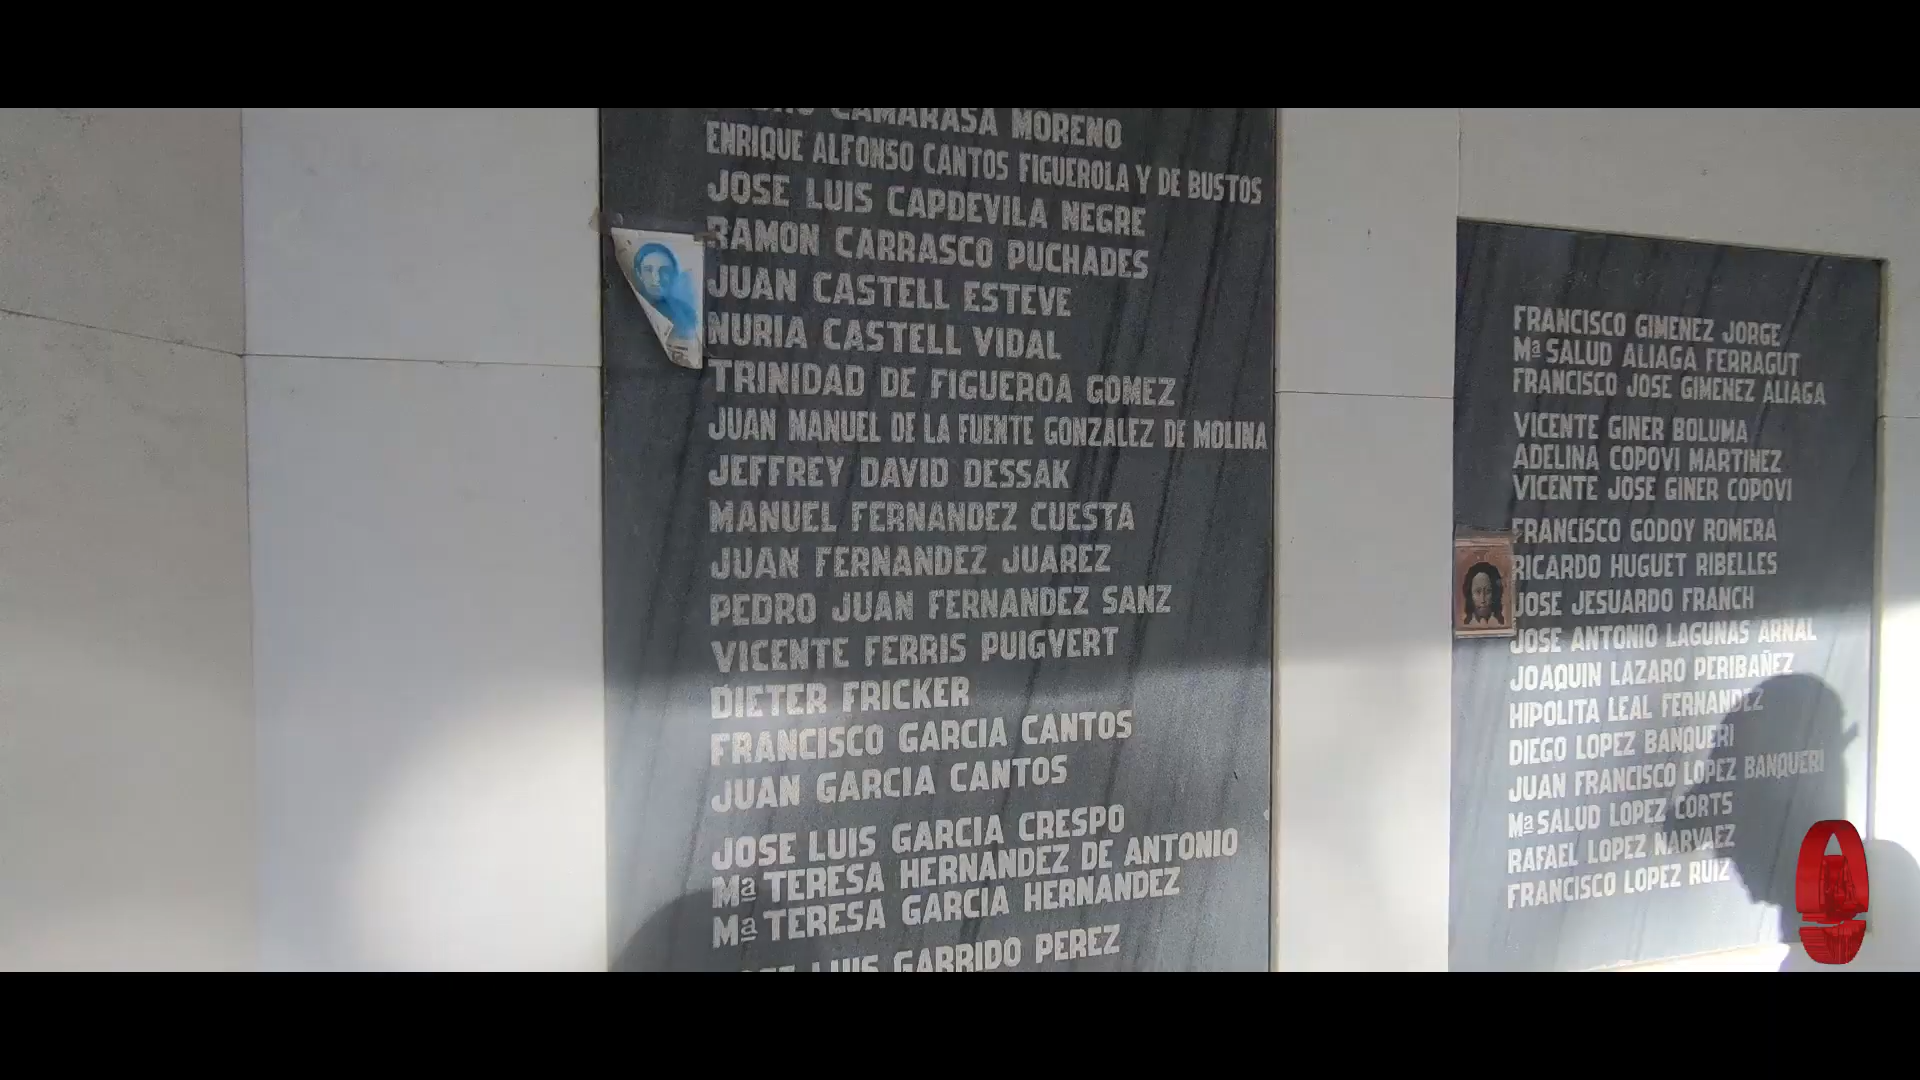 CAMARASA MORENO
ENRIQUE ALFONSO CANTOS FIGUEROLA Y DE BUSTOS
JOSE LUIS CAPDEVILA NEGRE
RAMON CARRASCO PUCHADES
JUAN CASTELL ESTEVE
NURIA CASTELL VIDAL
TRINIDAD DE FIGUEROA GOMEZ
JUAN MANUEL DE LA FUENTE GONZALEZ DE MOLINA
JEFFREY DAVID DESSAK
MANUEL FERNANDEZ CUESTA
JUAN FERNANDEZ JUAREZ
PEDRO JUAN FERNANDEZ SANZ
VICENTE FERRIS PUIGVERT
DIETER FRICKER
FRANCISCO GARCIA CANTOS
JUAN GARCIA CANTOS
JOSE LUIS GARCIA CRESPO
Mª TERESA HERNANDEZ DE ANTONIO
Mª TERESA GARCIA HERNANDEZ
LUIS GARRIDO PEREZ
FRANCISCO GIMENEZ JORGE
Mª SALUD ALIAGA FERRAGUT
FRANCISCO JOSE GIMENEZ ALIAGA
VICENTE GINER BOLUMA
ADELINA COPOVI MARTINEZ
VICENTE JOSE GINER COPOVI
FRANCISCO GODOY ROMERA
RICARDO HUGUET RIBELLES
JOSE JESUARDO FRANCH
JOSE ANTONIO LAGUNAS ARNAL
JOAQUIN LAZARO PERIBAÑEZ
HIPOLITA LEAL FERNANDEZ
DIEGO LOPEZ BANQUERI
JUAN FRANCISCO LOPEZ BANQUERI
Mª SALUD LOPEZ CORTS
RAFAEL LOPEZ NARVAEZ
FRANCISCO LOPEZ RUIZ